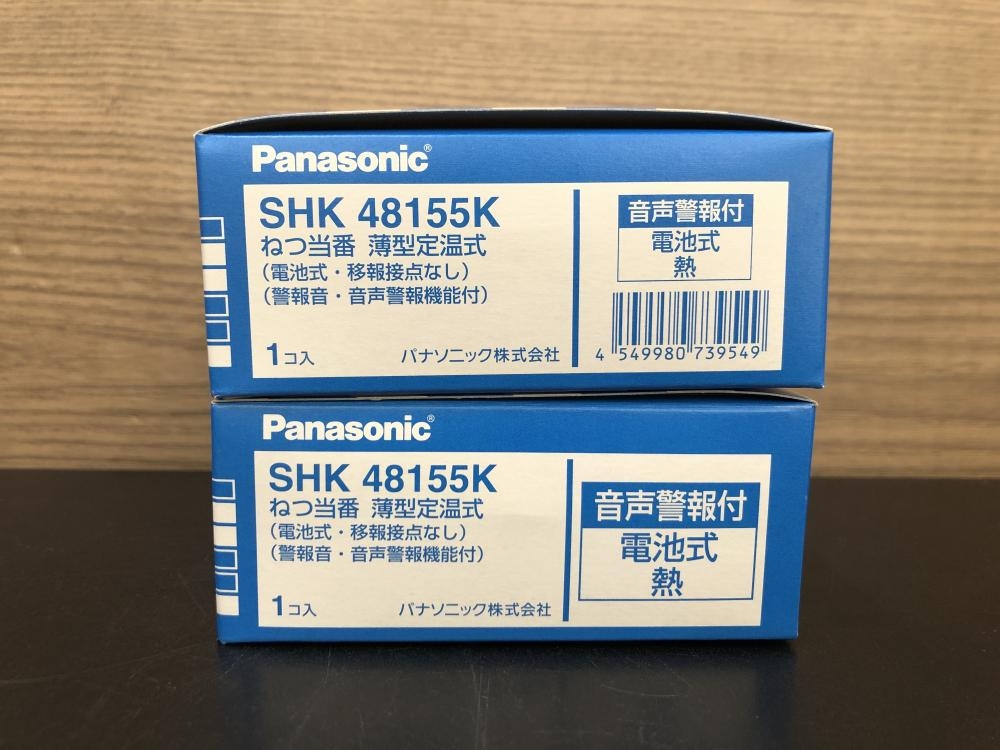 Panasonic®
SHK 48155K
ねつ当番 薄型定温式
(電池式・移報接点なし)
(警報音・音声警報機能付)
1コ入
パナソニック株式会社
音声警報付
電池式
熱
4 549980 739549
Panasonic®
SHK 48155K
ねつ当番 薄型定温式
(電池式・移報接点なし)
(警報音・音声警報機能付)
1コ入
パナソニック株式会社
音声警報付
電池式
熱